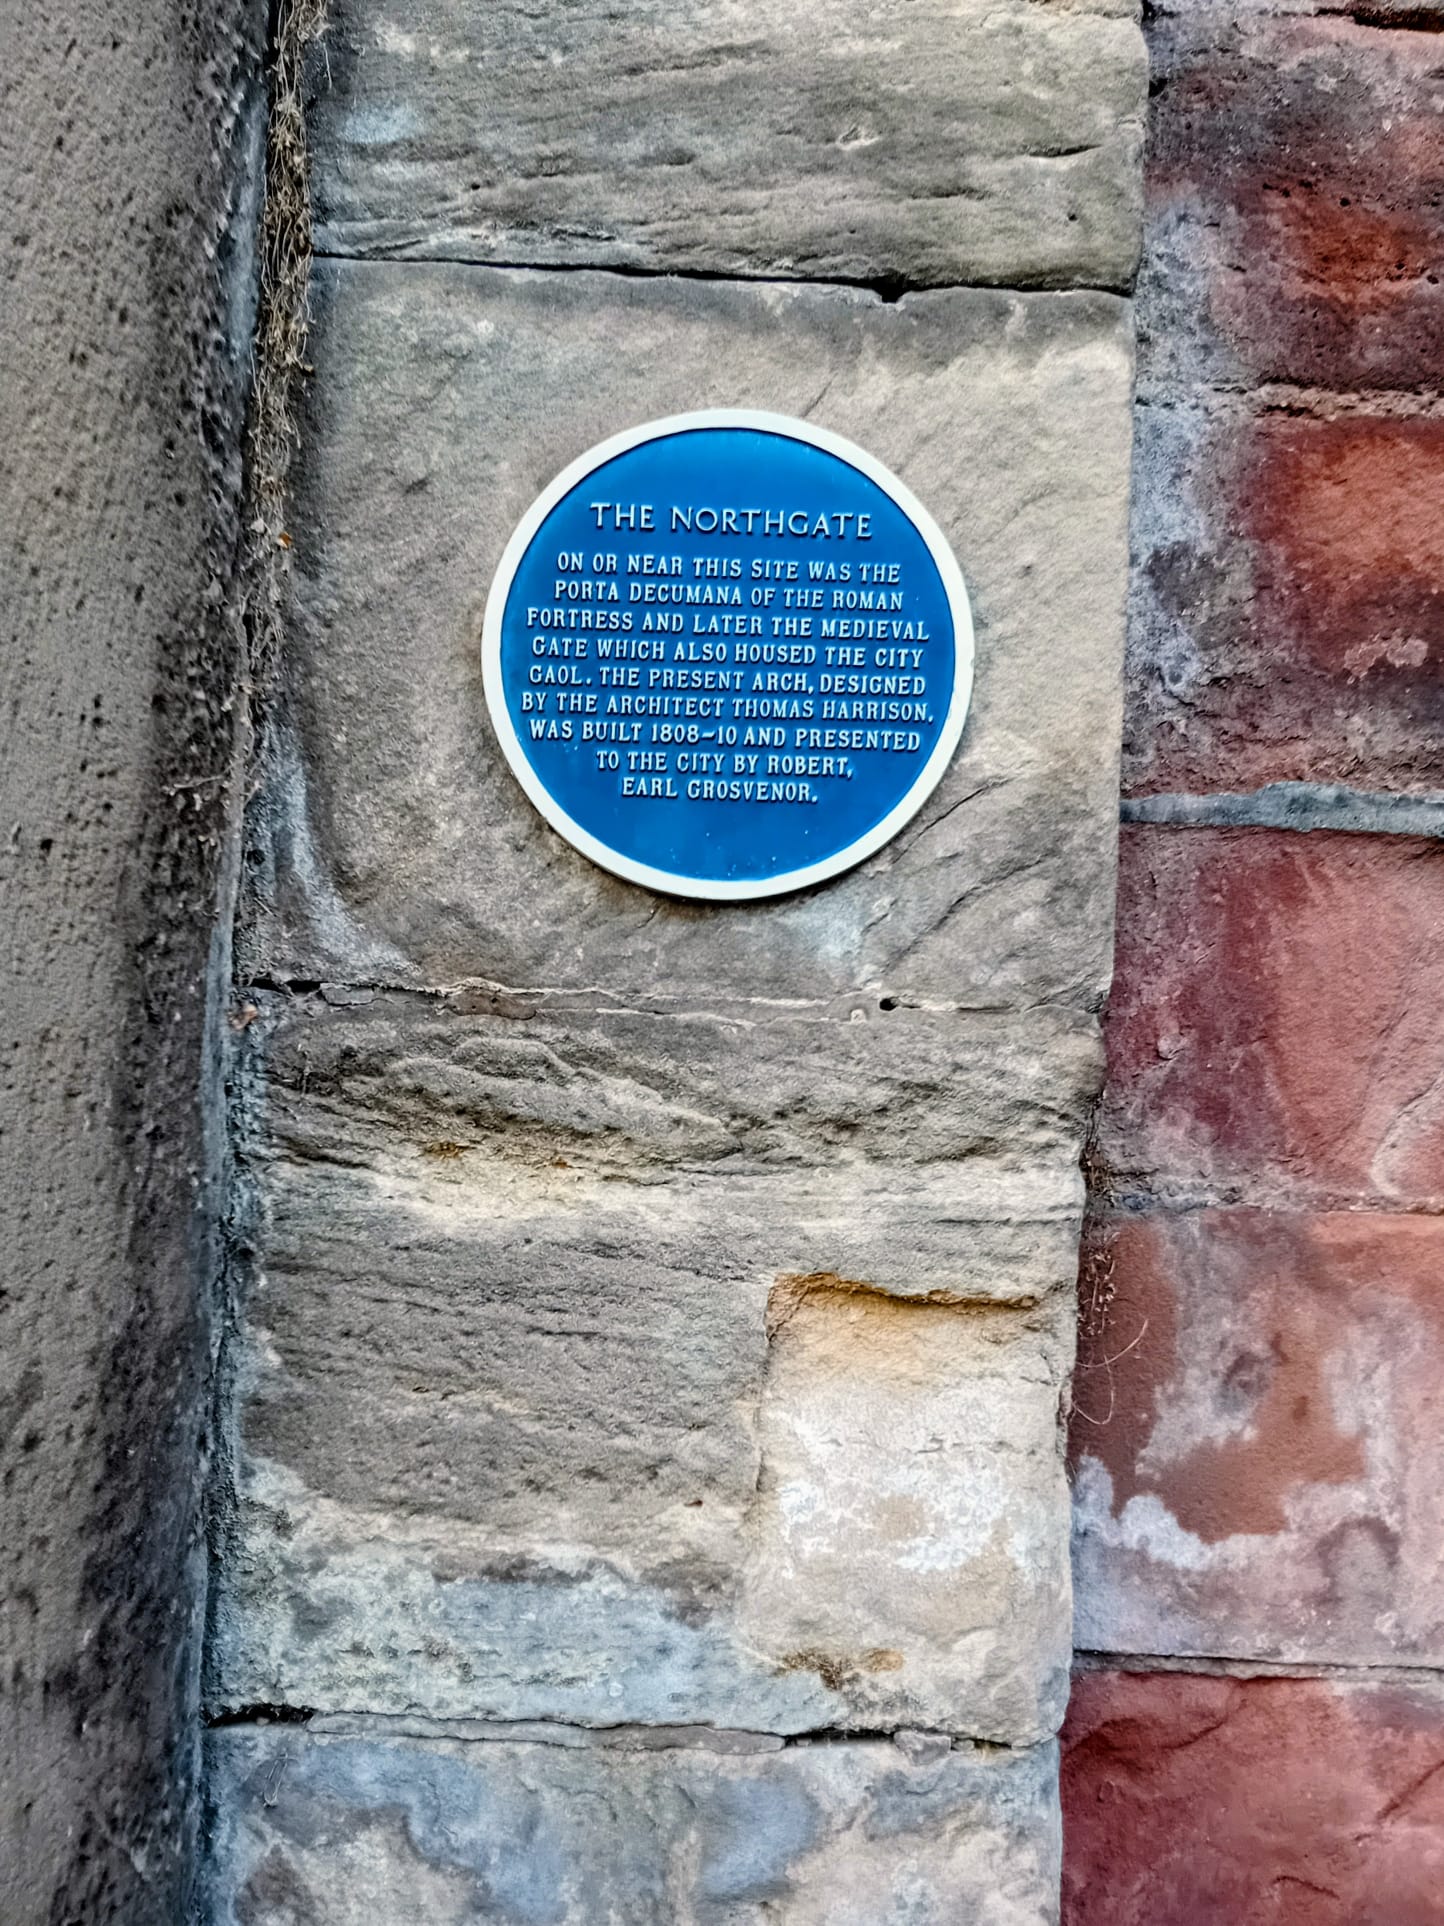 THE NORTHGATE
ON OR NEAR THIS SITE WAS THE
PORTA DECUMANA OF THE ROMAN
FORTRESS AND LATER THE MEDIEVAL
GATE WHICH ALSO HOUSED THE CITY
GAOL. THE PRESENT ARCH, DESIGNED
BY THE ARCHITECT THOMAS HARRISON,
WAS BUILT 1808-10 AND PRESENTED
TO THE CITY BY ROBERT,
EARL GROSVENOR.